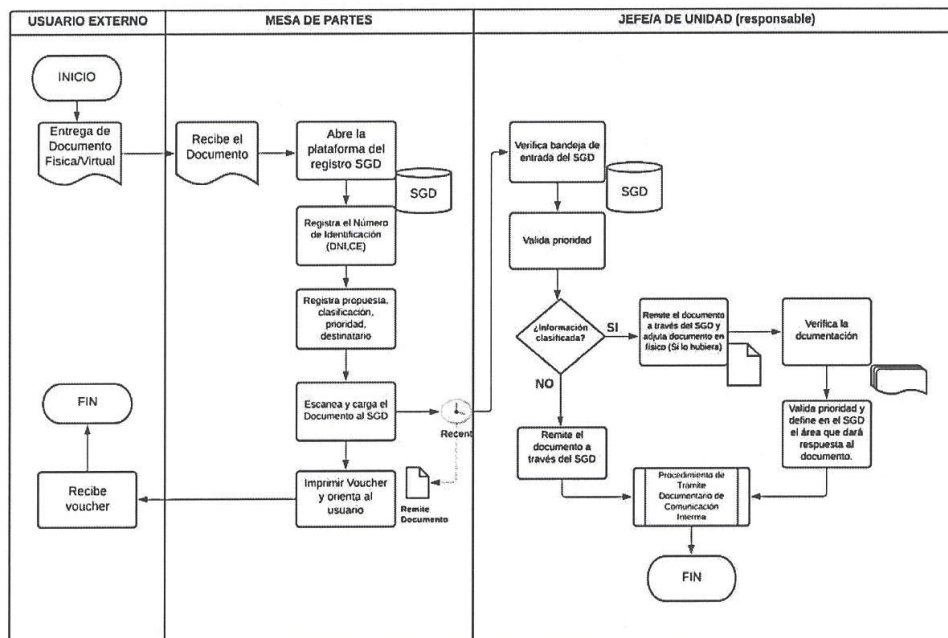 USUARIO EXTERNO
MESA DE PARTES
JEFE/A DE UNIDAD (responsable)
INICIO
Entrega de
Documento
Física/Virtual
Recibe el
Documento
Abre la
plataforma del
registro SGD
SGD
Registra el Número
de Identificación
(DNI,CE)
Registra propuesta,
clasificación,
prioridad,
destinatario
Escanea y carga el
Documento al SGD
Recent
Imprimir Voucher
y orienta al
usuario
Remite
Documento
Recibe
voucher
FIN
Verifica bandeja de
entrada del SGD
SGD
Valida prioridad
¿Información
clasificada?
SI
NO
Remite el documento
a través del SGD y
adjuta documento en
físico (Si lo hubiera)
Verifica la
dcumentación
Valida prioridad y
define en el SGD
el área que dará
respuesta al
documento.
Remite el
documento a
través del SGD
Procedimiento de
Trámite
Documentario de
Comunicación
Interna
FIN